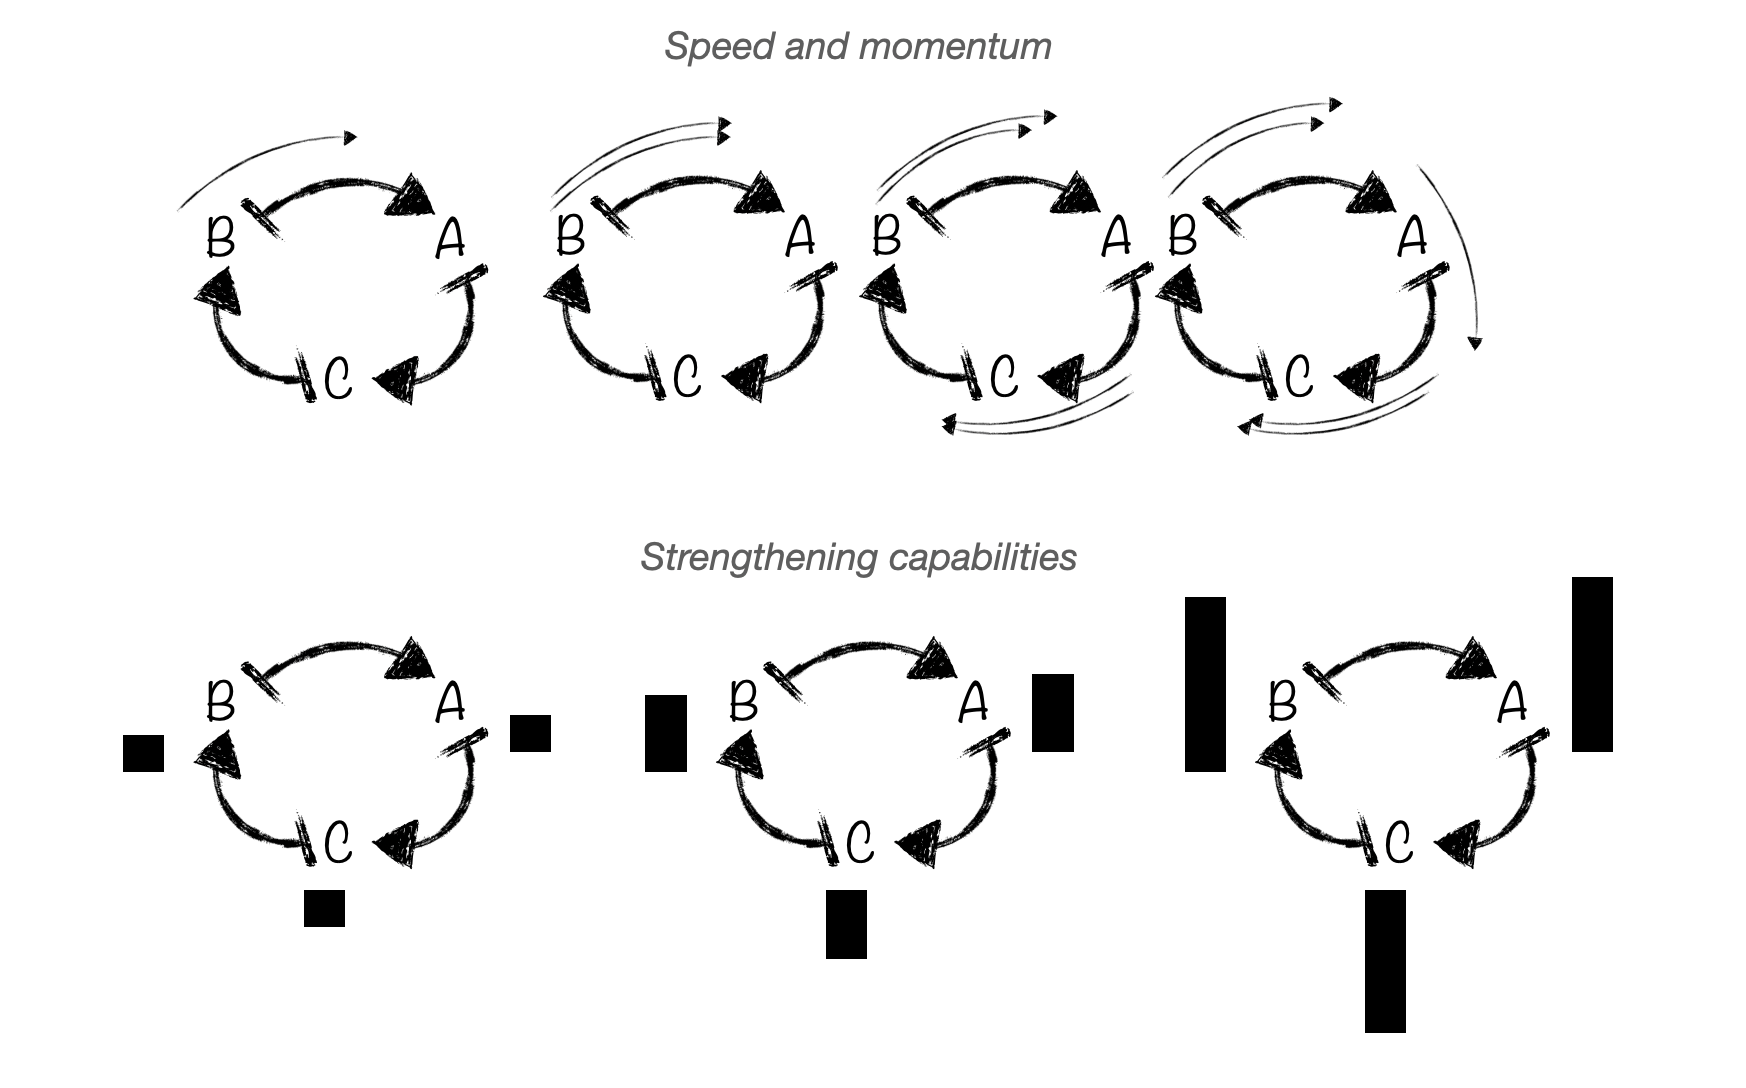 Speed and momentum
B A B A B A B A
C C C C
Strengthening capabilities
B A B A B A
C C C